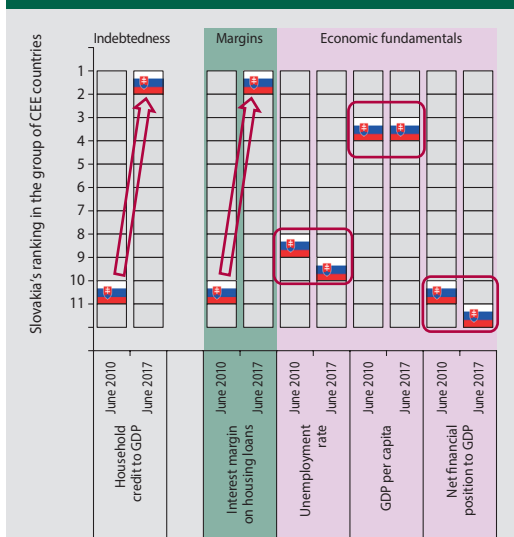 Indebtedness Margins Economic fundamentals
Slovakia's ranking in the group of CEE countries
1
2
3
4
5
6
7
8
9
10
11
June 2010
June 2017
June 2010
June 2017
June 2010
June 2017
June 2010
June 2017
June 2010
June 2017
Household
credit to GDP
Interest margin
on housing loans
Unemployment
rate
GDP per capita
Net financial
position to GDP